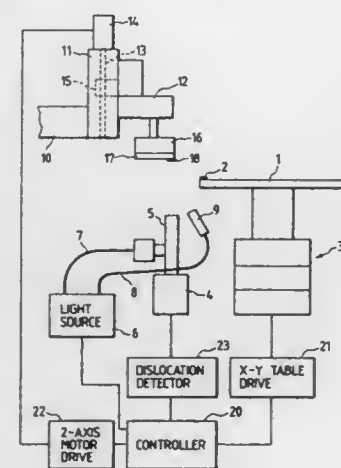 14
11
13
15
12
16
10
17
18
2
1
9
5
7
3
8
4
LIGHT
SOURCE
6
23
21
DISLOCATION
DETECTOR
X-Y TABLE
DRIVE
22
20
Z-AXIS
MOTOR
DRIVE
CONTROLLER